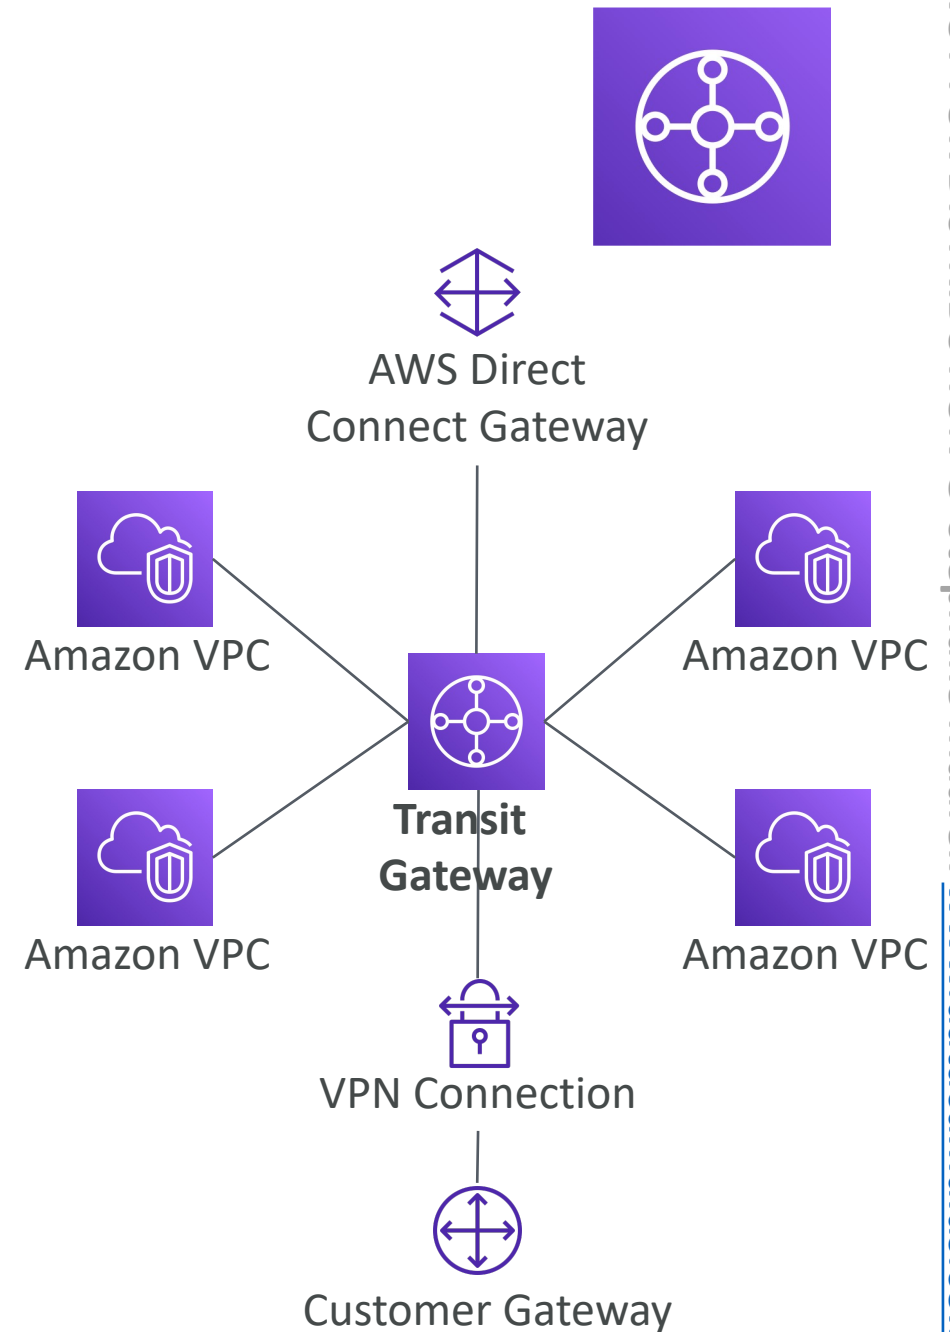 AWS Direct
Connect Gateway
Amazon VPC
Amazon VPC
Transit
Gateway
Amazon VPC
Amazon VPC
VPN Connection
Customer Gateway